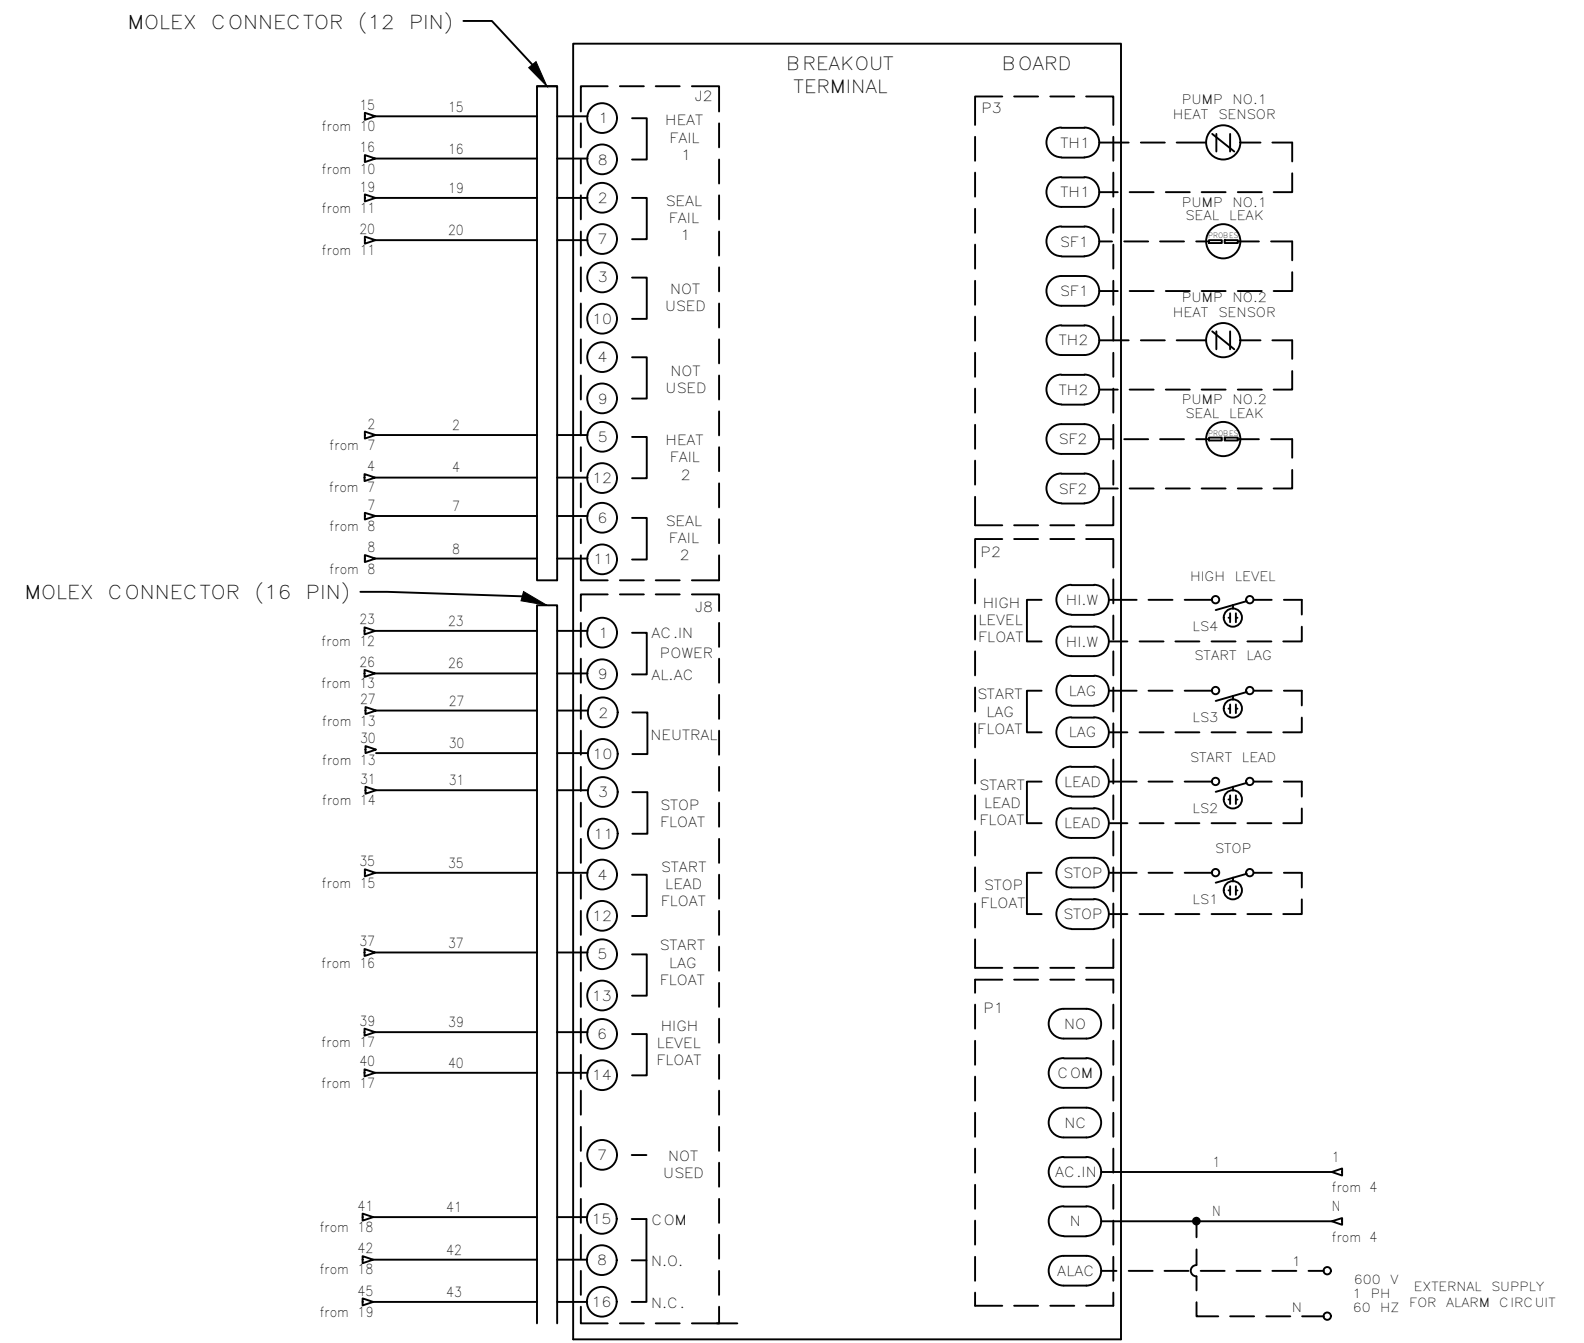 MOLEX CONNECTOR (12 PIN)
BREAKOUT
TERMINAL
BOARD
J2
15
from 10
15
1
HEAT
FAIL
1
16
from 10
16
8
19
from 11
19
2
SEAL
FAIL
1
20
from 11
20
7
3
NOT
USED
10
4
NOT
USED
9
2
from 7
2
5
HEAT
FAIL
2
4
from 7
4
12
7
from 8
7
6
SEAL
FAIL
2
8
from 8
8
11
MOLEX CONNECTOR (16 PIN)
J8
23
from 12
23
1
AC.IN
POWER
26
from 13
26
9
AL.AC
27
from 13
27
2
NEUTRAL
30
from 13
30
10
31
from 14
31
3
STOP
FLOAT
11
35
from 15
35
4
START
LEAD
FLOAT
12
37
from 16
37
5
START
LAG
FLOAT
13
39
from 17
39
6
HIGH
LEVEL
FLOAT
40
from 17
40
14
7
NOT
USED
41
from 18
41
15
COM
42
from 18
42
8
N.O.
45
from 19
43
16
N.C.
P3
TH1
PUMP NO.1
HEAT SENSOR
TH1
SF1
PUMP NO.1
SEAL LEAK
PROBES
SF1
TH2
PUMP NO.2
HEAT SENSOR
TH2
SF2
PUMP NO.2
SEAL LEAK
PROBES
SF2
P2
HIGH
LEVEL
FLOAT
HI.W
HI.W
HIGH LEVEL
LS4
START
LAG
FLOAT
LAG
LAG
START LAG
LS3
START
LEAD
FLOAT
LEAD
LEAD
START LEAD
LS2
STOP
FLOAT
STOP
STOP
STOP
LS1
P1
NO
COM
NC
AC.IN
1
1
from 4
N
N
N
from 4
ALAC
1
N
600 V
1 PH
60 HZ
EXTERNAL SUPPLY
FOR ALARM CIRCUIT